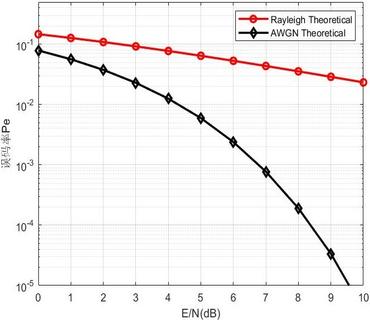 Rayleigh Theoretical
AWGN Theoretical
10-1
10-2
10-3
10-4
10-5
误码率Pe
0 1 2 3 4 5 6 7 8 9 10
E/N(dB)